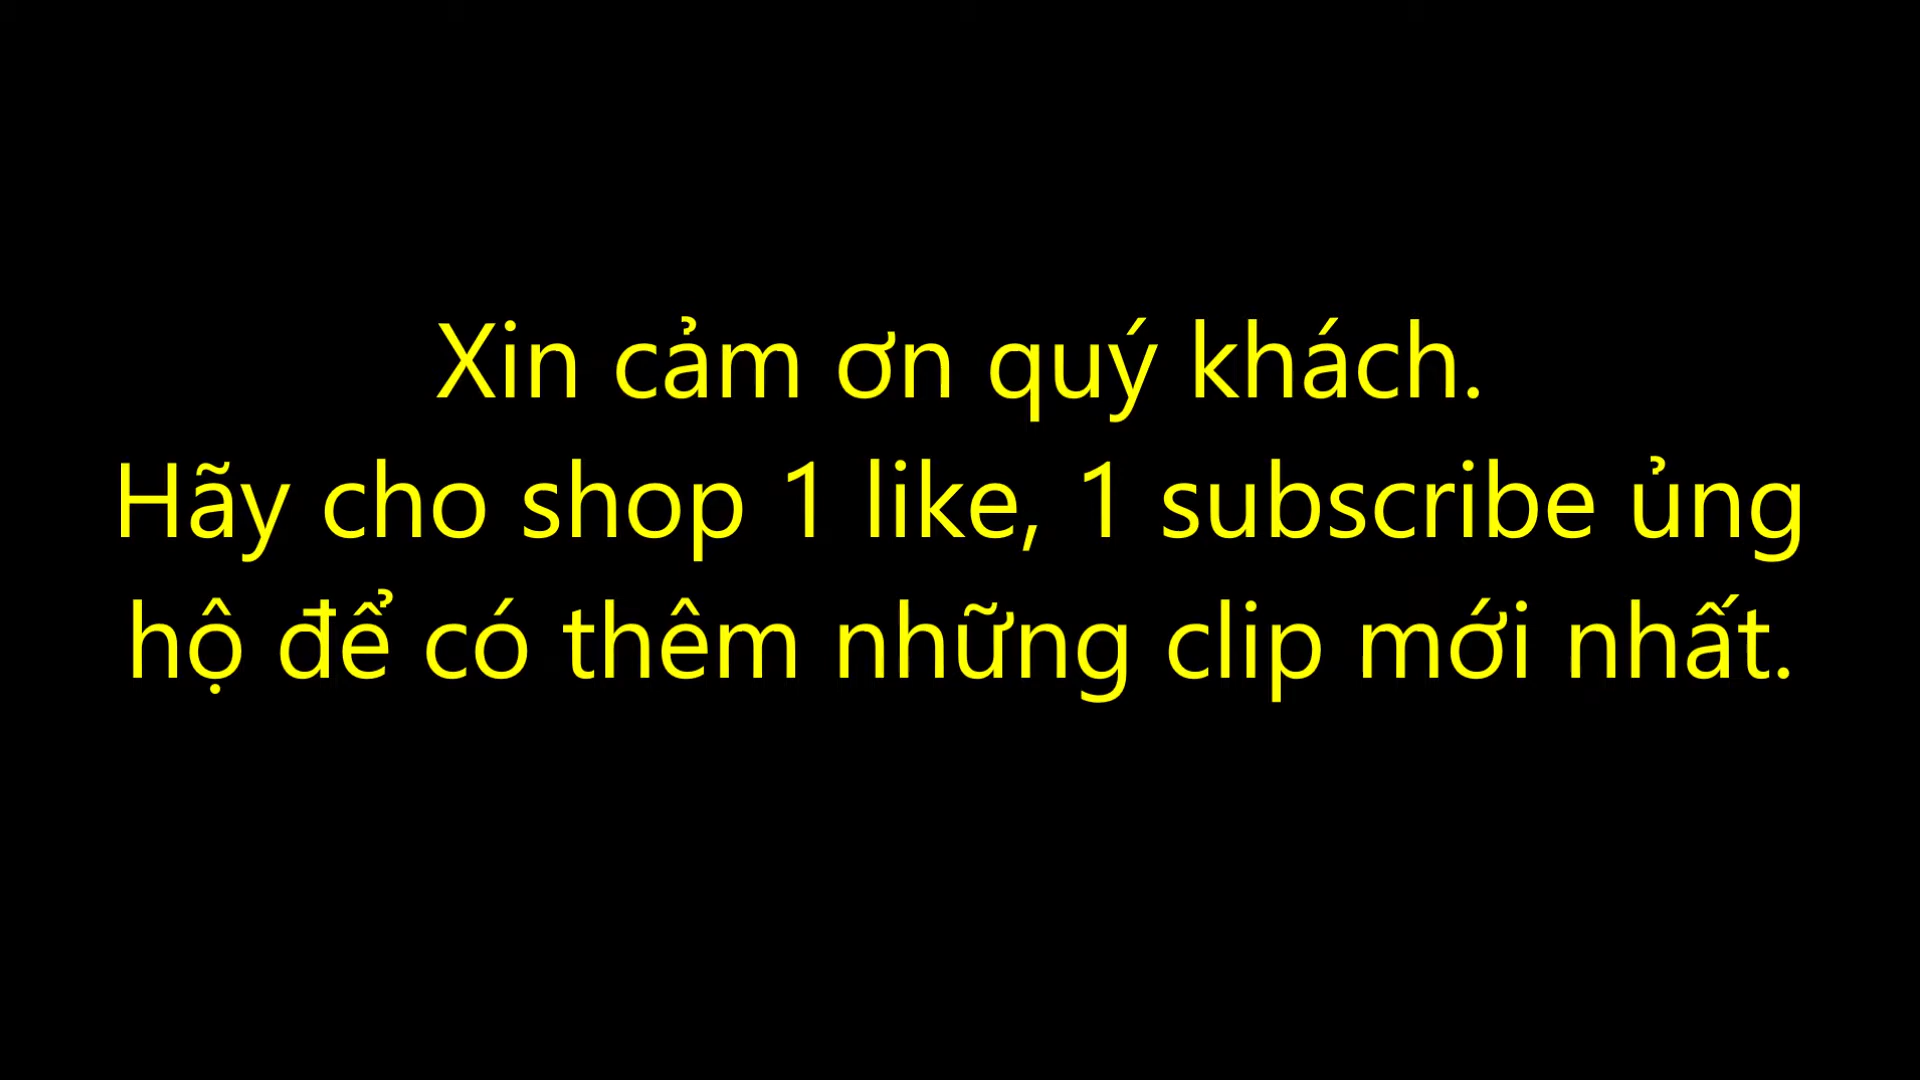 Xin cảm ơn quý khách.
Hãy cho shop 1 like, 1 subscribe ủng
hộ để có thêm những clip mới nhất.